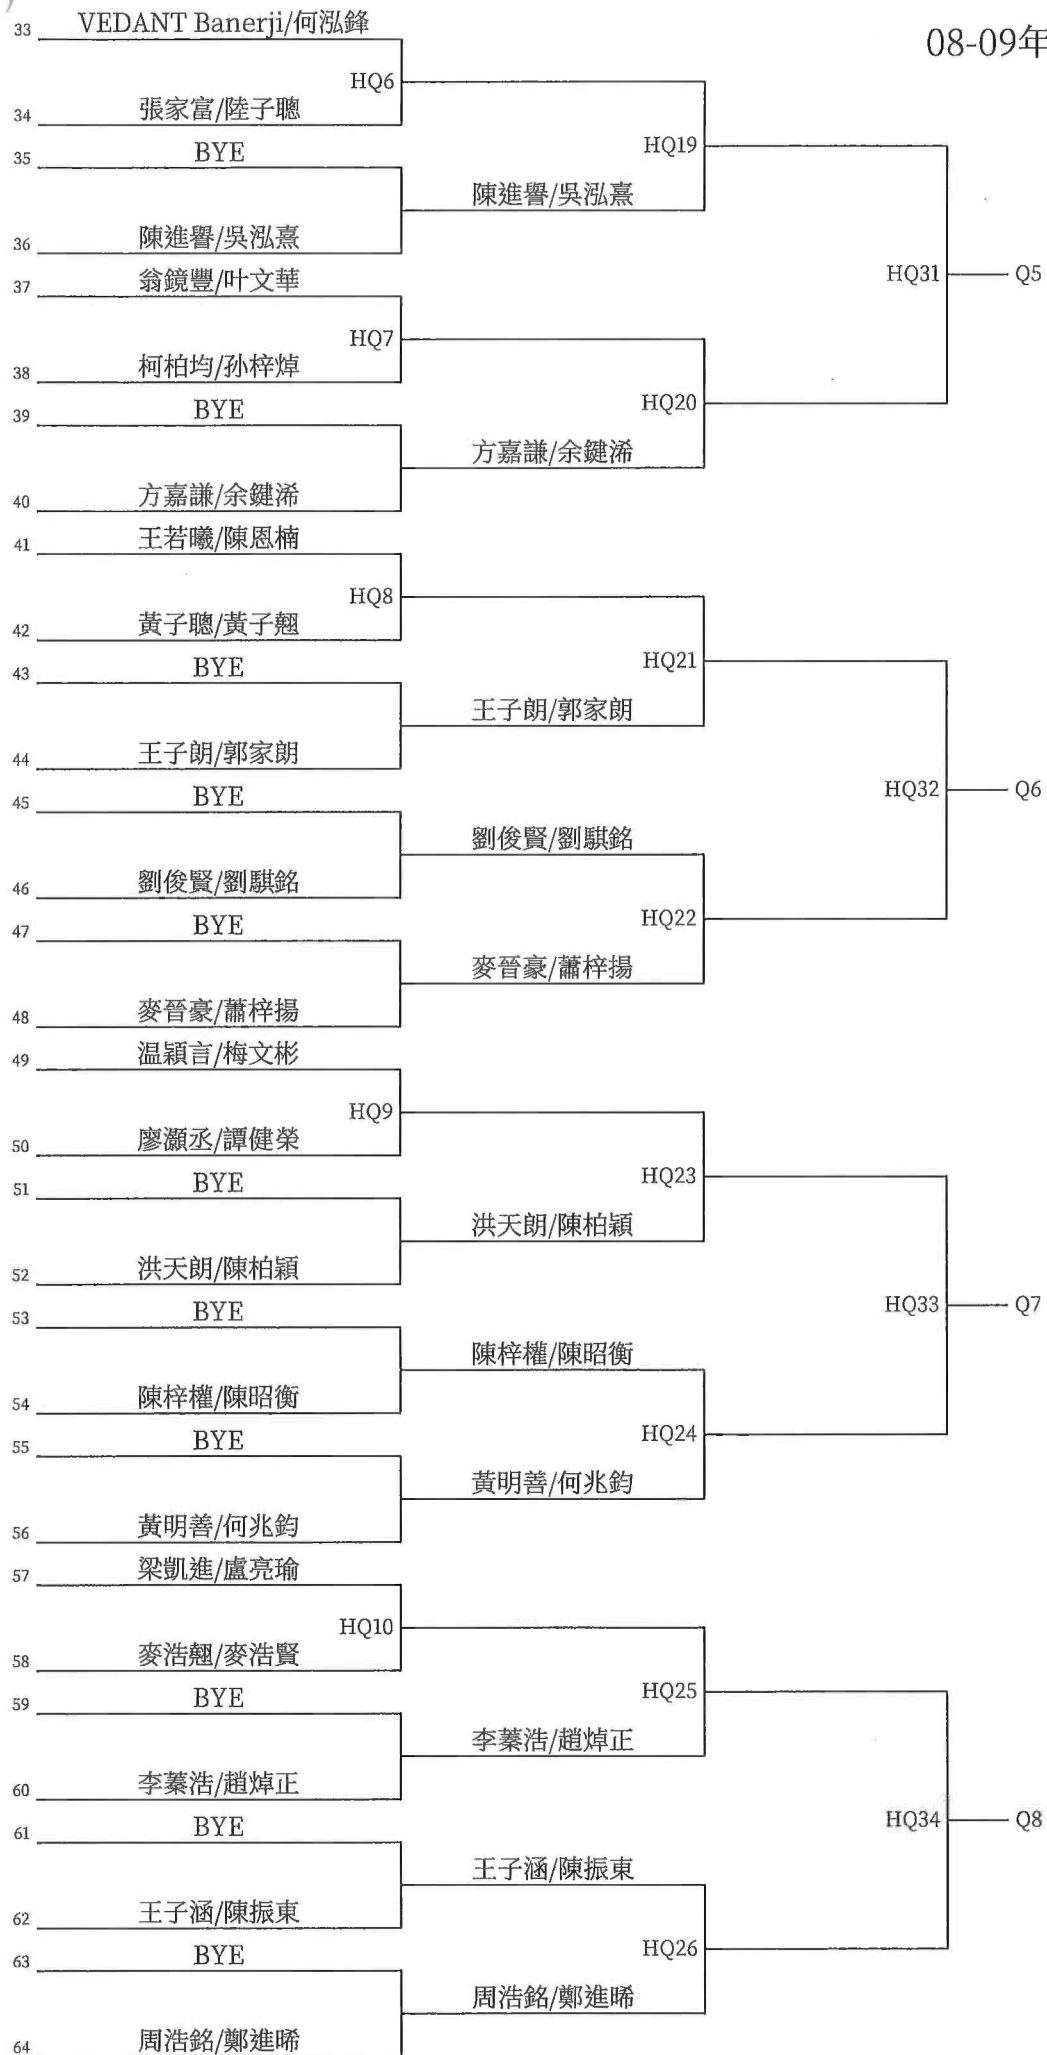 33 VEDANT Banerji/何泓鋒
08-09年
HQ6
34 張家富/陸子聰
35 BYE
HQ19
陳進譽/吳泓熹
36 陳進譽/吳泓熹
37 翁鏡豐/叶文華
HQ31 Q5
HQ7
38 柯柏均/孙梓焯
39 BYE
HQ20
方嘉謙/余鍵浠
40 方嘉謙/余鍵浠
41 王若曦/陳恩楠
HQ8
42 黃子聰/黃子翹
43 BYE
HQ21
王子朗/郭家朗
44 王子朗/郭家朗
45 BYE
HQ32 Q6
劉俊賢/劉騏銘
46 劉俊賢/劉騏銘
47 BYE
HQ22
麥晉豪/蕭梓揚
48 麥晉豪/蕭梓揚
49 温穎言/梅文彬
HQ9
50 廖灝丞/譚健榮
51 BYE
HQ23
洪天朗/陳柏穎
52 洪天朗/陳柏穎
53 BYE
HQ33 Q7
陳梓權/陳昭衡
54 陳梓權/陳昭衡
55 BYE
HQ24
黃明善/何兆鈞
56 黃明善/何兆鈞
57 梁凱進/盧亮瑜
HQ10
58 麥浩翹/麥浩賢
59 BYE
HQ25
李蓁浩/趙焯正
60 李蓁浩/趙焯正
61 BYE
HQ34 Q8
王子涵/陳振東
62 王子涵/陳振東
63 BYE
HQ26
周浩銘/鄭進晞
64 周浩銘/鄭進晞